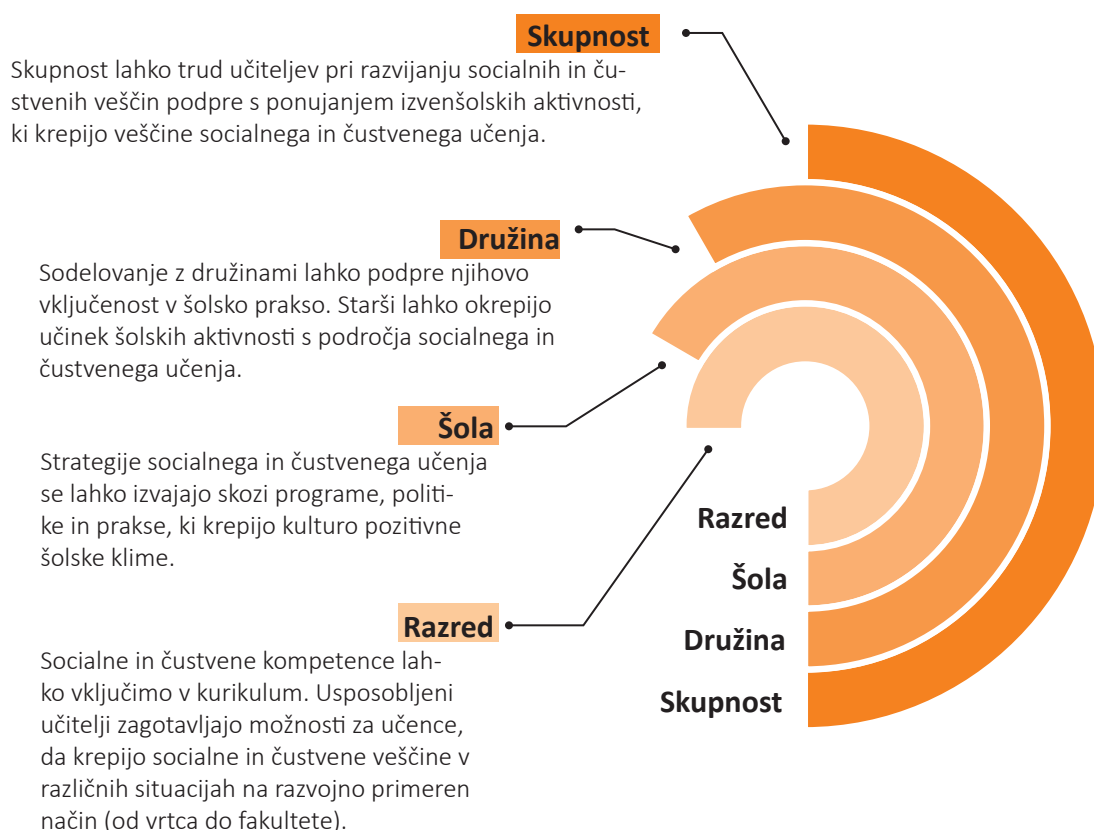 Skupnost
Skupnost lahko trud učiteljev pri razvijanju socialnih in ču-
stvenih veščin podpre s ponujanjem izvenšolskih aktivnosti,
ki krepijo veščine socialnega in čustvenega učenja.
Družina
Sodelovanje z družinami lahko podpre njihovo
vključenost v šolsko prakso. Starši lahko okrepijo
učinek šolskih aktivnosti s področja socialnega in
čustvenega učenja.
Šola
Strategije socialnega in čustvenega učenja
se lahko izvajajo skozi programe, politi-
ke in prakse, ki krepijo kulturo pozitivne
šolske klime.
Razred
Socialne in čustvene kompetence lah-
ko vključimo v kurikulum. Usposobljeni
učitelji zagotavljajo možnosti za učence,
da krepijo socialne in čustvene veščine v
različnih situacijah na razvojno primeren
način (od vrtca do fakultete).
Razred
Šola
Družina
Skupnost